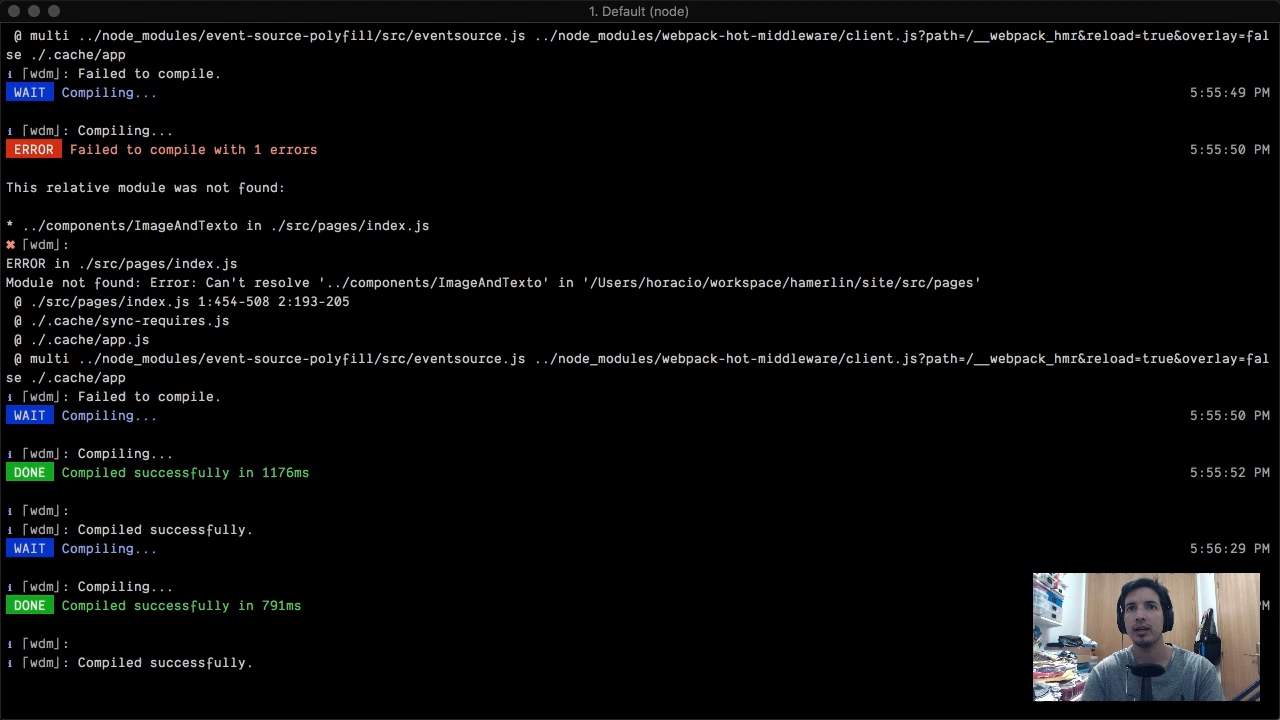 1. Default (node)
@ multi ../node_modules/event-source-polyfill/src/eventsource.js ../node_modules/webpack-hot-middleware/client.js?path=/__webpack_hmr&reload=true&overlay=fal
se ./.cache/app
ℹ ｢wdm｣: Failed to compile.
WAIT Compiling... 5:55:49 PM
ℹ ｢wdm｣: Compiling...
ERROR Failed to compile with 1 errors 5:55:50 PM
This relative module was not found:
* ../components/ImageAndTexto in ./src/pages/index.js
✖ ｢wdm｣:
ERROR in ./src/pages/index.js
Module not found: Error: Can't resolve '../components/ImageAndTexto' in '/Users/horacio/workspace/hamerlin/site/src/pages'
@ ./src/pages/index.js 1:454-508 2:193-205
@ ./.cache/sync-requires.js
@ ./.cache/app.js
@ multi ../node_modules/event-source-polyfill/src/eventsource.js ../node_modules/webpack-hot-middleware/client.js?path=/__webpack_hmr&reload=true&overlay=fal
se ./.cache/app
ℹ ｢wdm｣: Failed to compile.
WAIT Compiling... 5:55:50 PM
ℹ ｢wdm｣: Compiling...
DONE Compiled successfully in 1176ms 5:55:52 PM
ℹ ｢wdm｣:
ℹ ｢wdm｣: Compiled successfully.
WAIT Compiling... 5:56:29 PM
ℹ ｢wdm｣: Compiling...
DONE Compiled successfully in 791ms
ℹ ｢wdm｣:
ℹ ｢wdm｣: Compiled successfully.